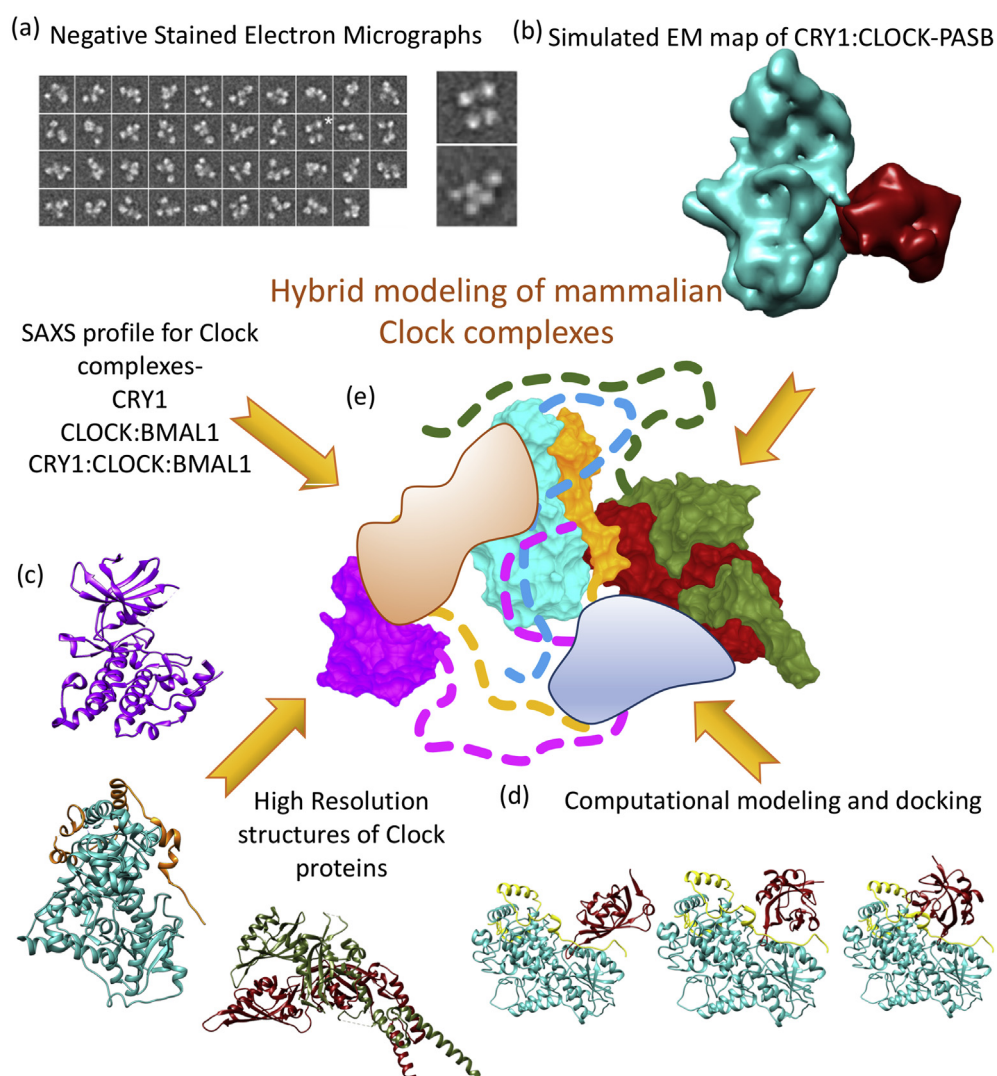 (a) Negative Stained Electron Micrographs
*
(b) Simulated EM map of CRY1:CLOCK-PASB
Hybrid modeling of mammalian
Clock complexes
SAXS profile for Clock
complexes-
CRY1
CLOCK:BMAL1
CRY1:CLOCK:BMAL1
(e)
(c)
High Resolution
structures of Clock
proteins
(d) Computational modeling and docking